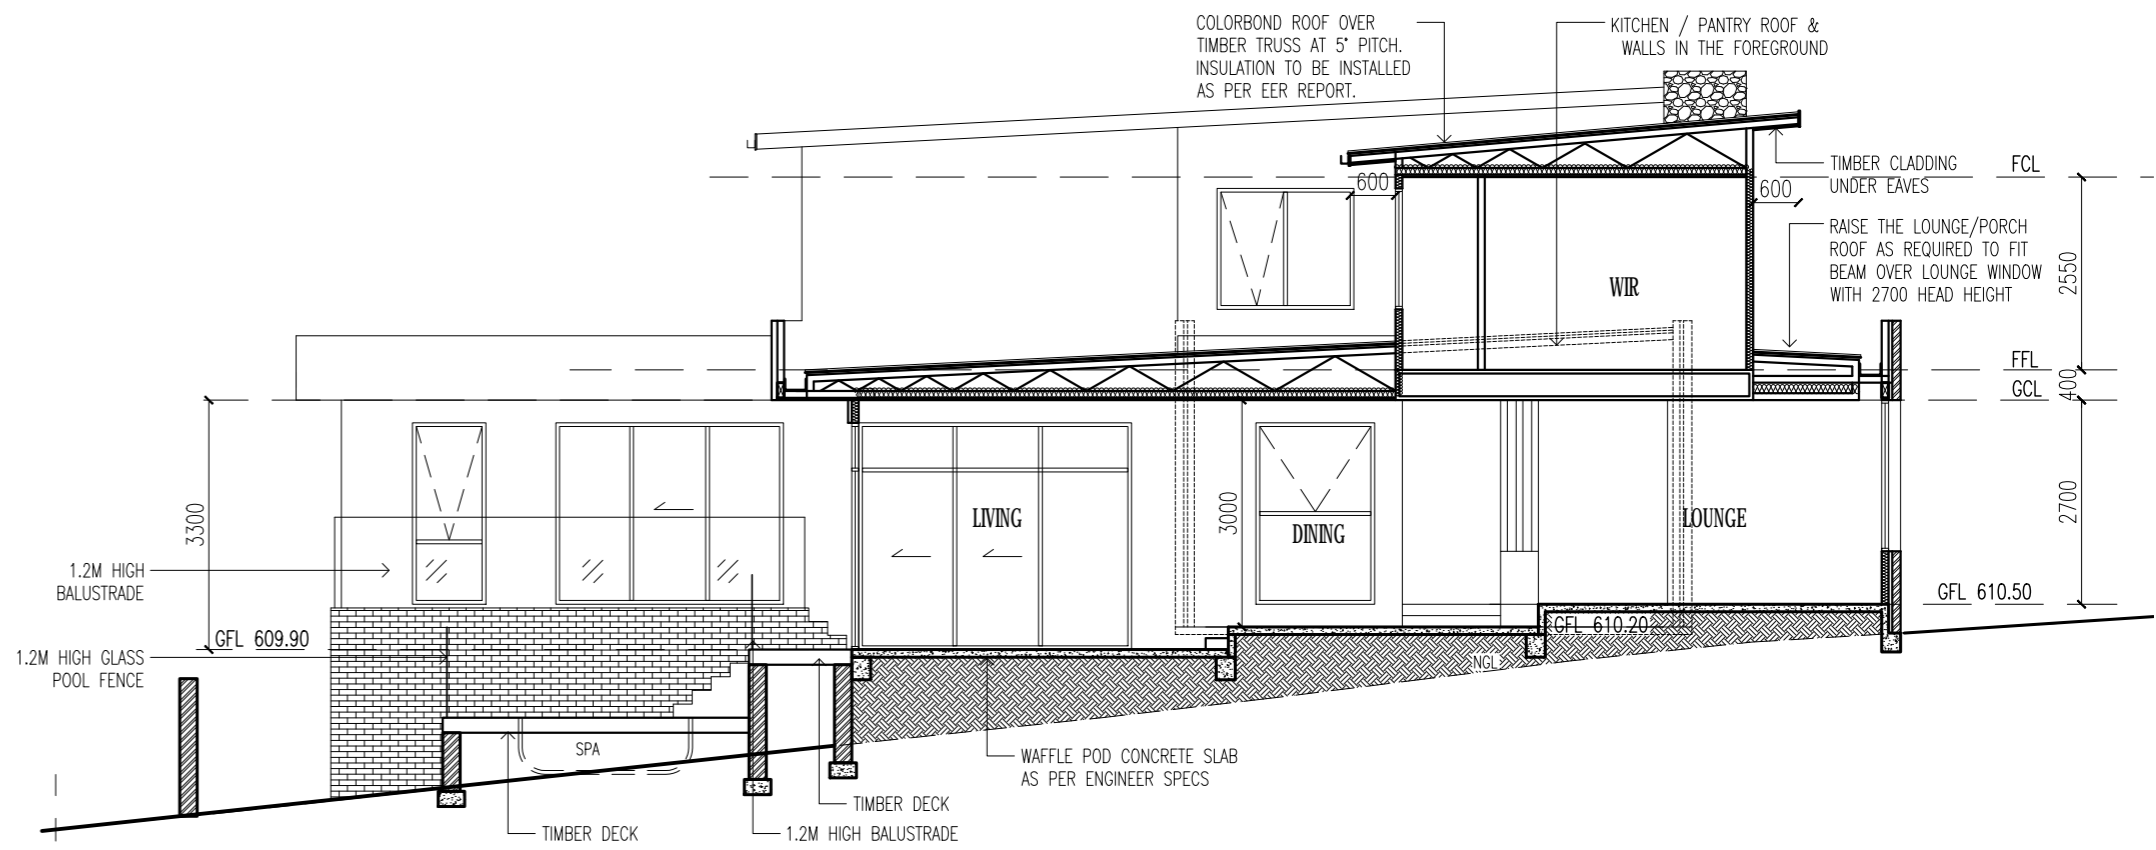 COLORBOND ROOF OVER
TIMBER TRUSS AT 5° PITCH.
INSULATION TO BE INSTALLED
AS PER EER REPORT.
KITCHEN / PANTRY ROOF &
WALLS IN THE FOREGROUND
TIMBER CLADDING
UNDER EAVES
FCL
600
600
RAISE THE LOUNGE/PORCH
ROOF AS REQUIRED TO FIT
BEAM OVER LOUNGE WINDOW
WITH 2700 HEAD HEIGHT
2550
WIR
FFL
400
GCL
3300
3000
2700
LIVING
DINING
LOUNGE
1.2M HIGH
BALUSTRADE
GFL 610.50
GFL 610.20
GFL 609.90
1.2M HIGH GLASS
POOL FENCE
NGL
SPA
WAFFLE POD CONCRETE SLAB
AS PER ENGINEER SPECS
TIMBER DECK
TIMBER DECK
1.2M HIGH BALUSTRADE